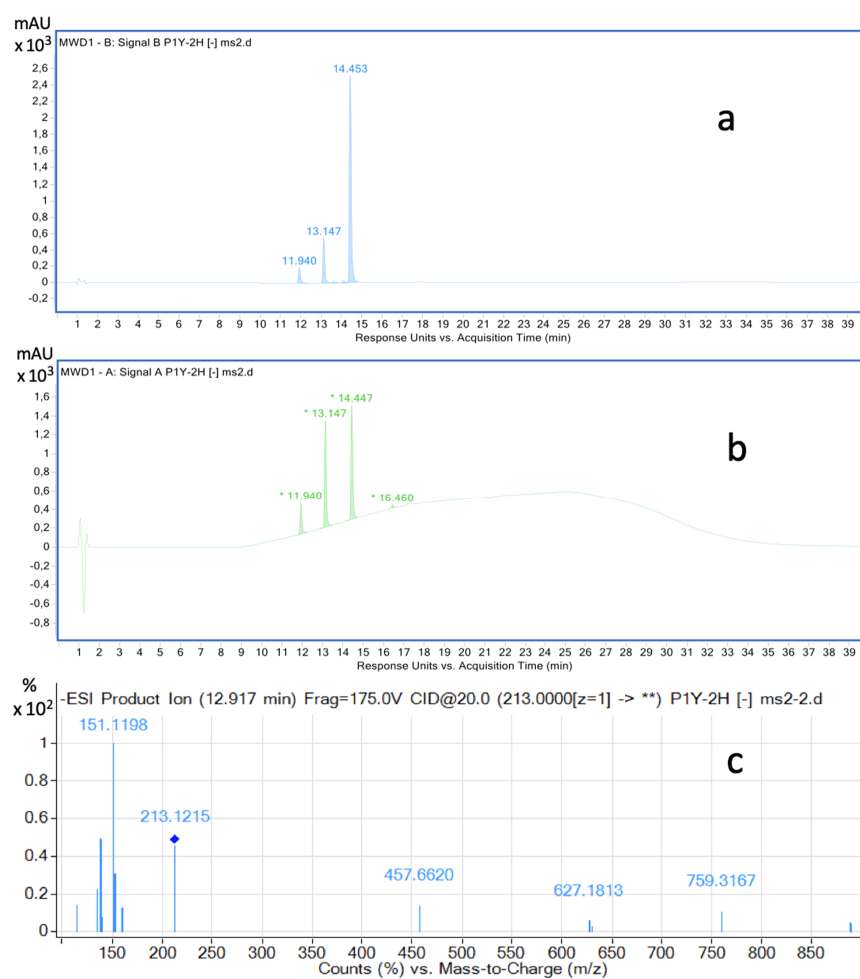 mAU
x 10³
MWD1 - B: Signal B P1Y-2H [-] ms2.d
2,6
2,4
2,2
2
1,8
1,6
1,4
1,2
1
0,8
0,6
0,4
0,2
0
-0,2
14.453
13.147
11.940
a
1 2 3 4 5 6 7 8 9 10 11 12 13 14 15 16 17 18 19 20 21 22 23 24 25 26 27 28 29 30 31 32 33 34 35 36 37 38 39
Response Units vs. Acquisition Time (min)
mAU
x 10³
MWD1 - A: Signal A P1Y-2H [-] ms2.d
1,6
1,4
1,2
1
0,8
0,6
0,4
0,2
0
-0,2
-0,4
-0,6
-0,8
* 14.447
* 13.147
* 11.940
* 16.460
b
1 2 3 4 5 6 7 8 9 10 11 12 13 14 15 16 17 18 19 20 21 22 23 24 25 26 27 28 29 30 31 32 33 34 35 36 37 38 39
Response Units vs. Acquisition Time (min)
%
x 10²
-ESI Product Ion (12.917 min) Frag=175.0V CID@20.0 (213.0000[z=1] -> **) P1Y-2H [-] ms2-2.d
1
0.8
0.6
0.4
0.2
0
151.1198
213.1215
457.6620
627.1813
759.3167
c
150 200 250 300 350 400 450 500 550 600 650 700 750 800 850
Counts (%) vs. Mass-to-Charge (m/z)